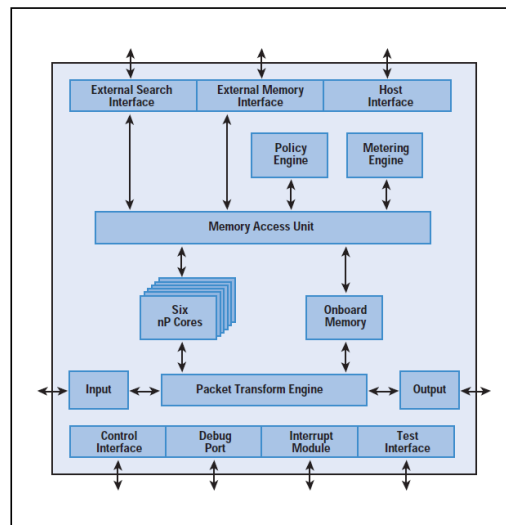 External Search
Interface
External Memory
Interface
Host
Interface
Policy
Engine
Metering
Engine
Memory Access Unit
Six
nP Cores
Onboard
Memory
Input
Packet Transform Engine
Output
Control
Interface
Debug
Port
Interrupt
Module
Test
Interface